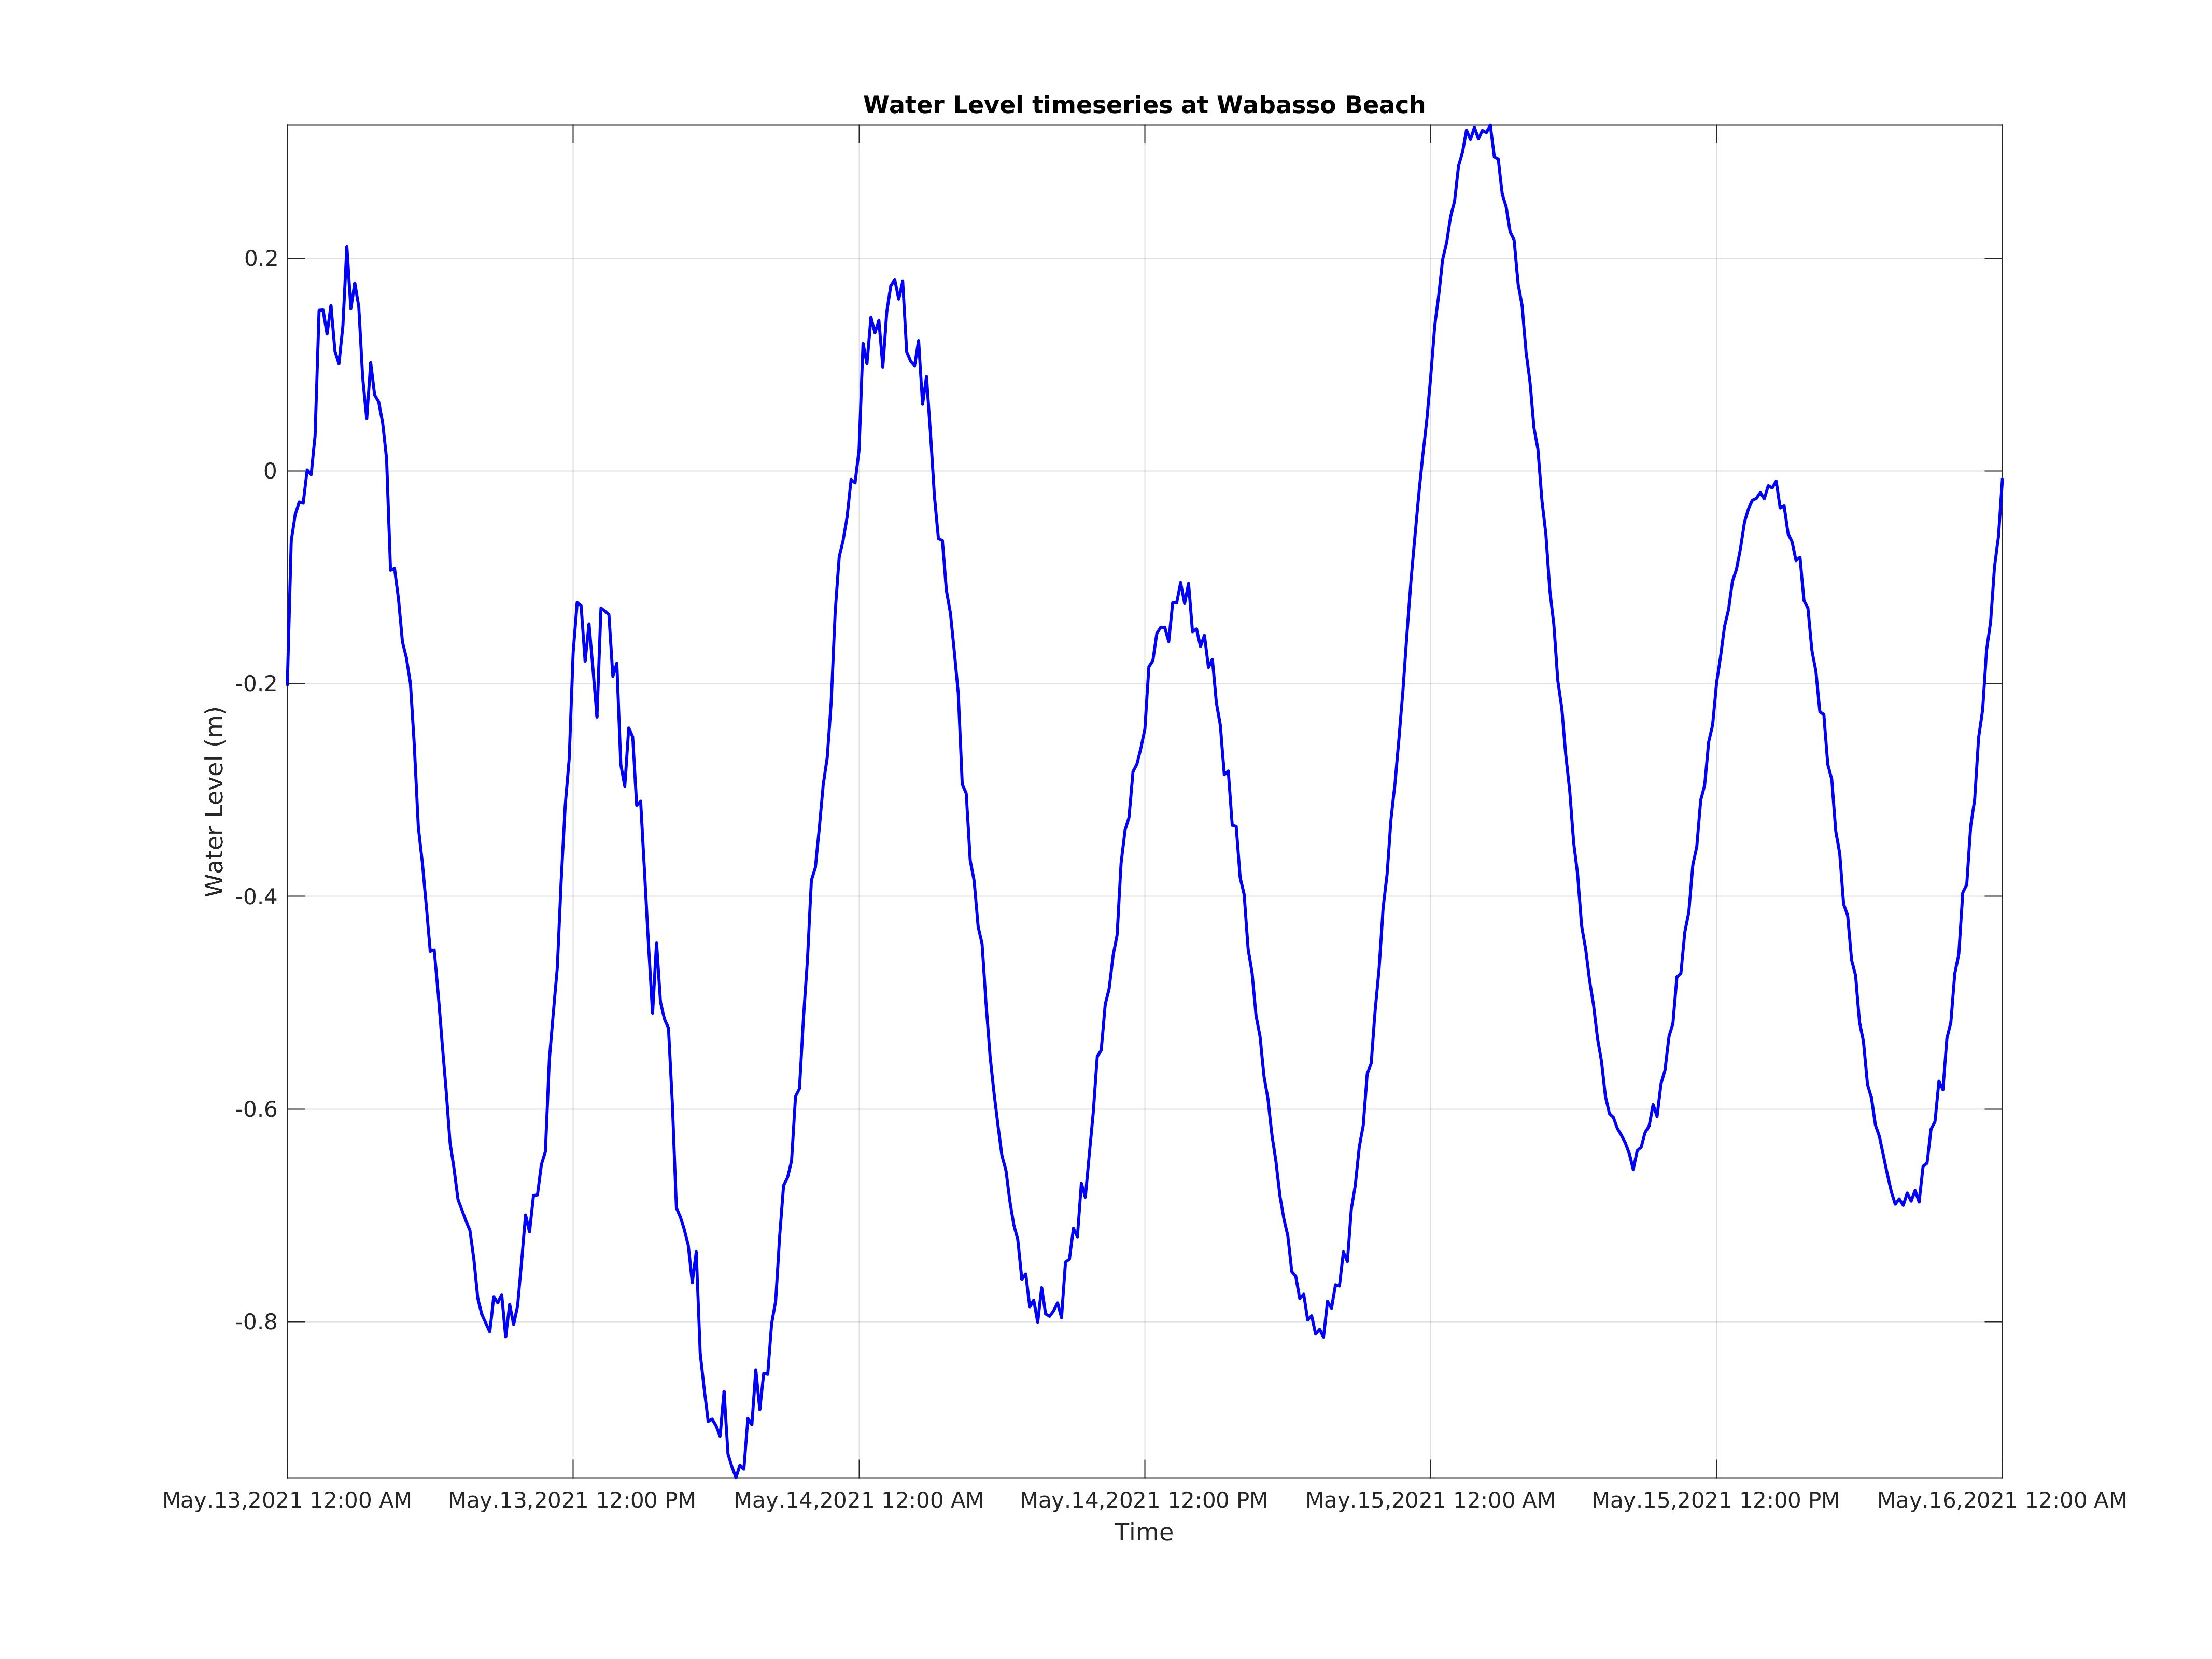 Water Level timeseries at Wabasso Beach
0.2
0
-0.2
-0.4
-0.6
-0.8
Water Level (m)
May.13,2021 12:00 AM
May.13,2021 12:00 PM
May.14,2021 12:00 AM
May.14,2021 12:00 PM
May.15,2021 12:00 AM
May.15,2021 12:00 PM
May.16,2021 12:00 AM
Time